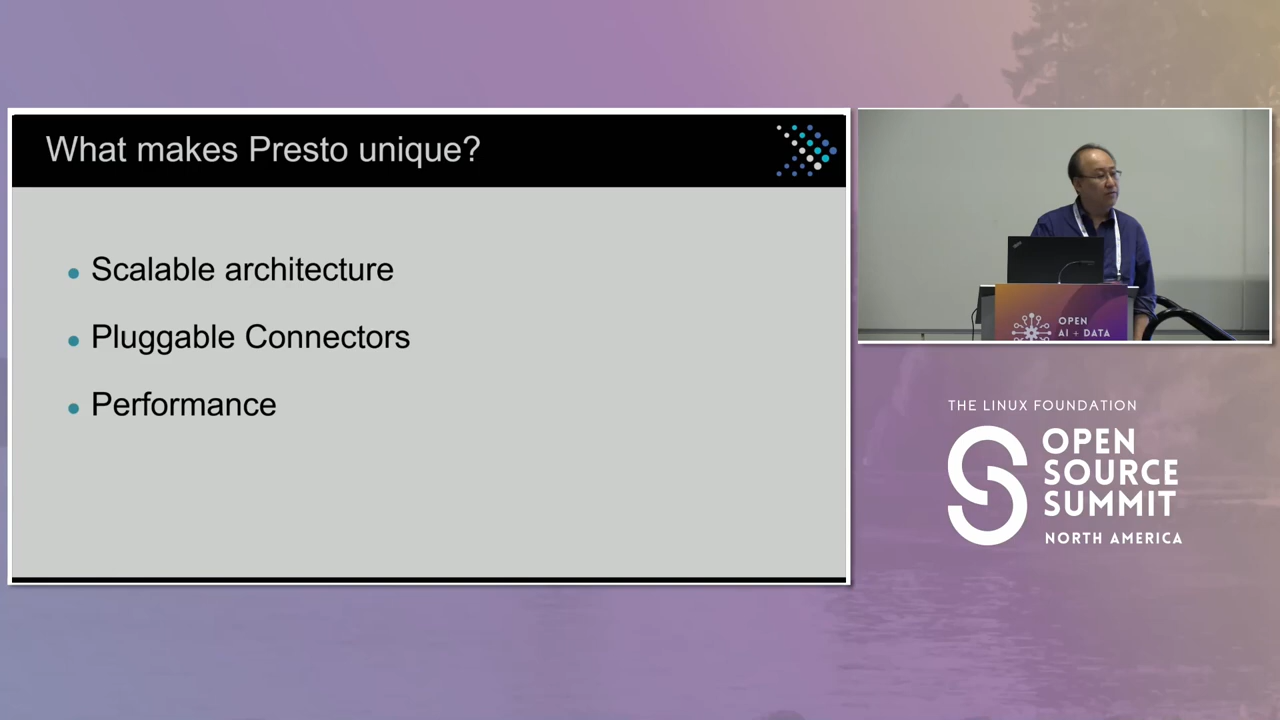 What makes Presto unique?
Scalable architecture
Pluggable Connectors
Performance
OPEN
AI + DATA
THE LINUX FOUNDATION
OPEN
SOURCE
SUMMIT
NORTH AMERICA